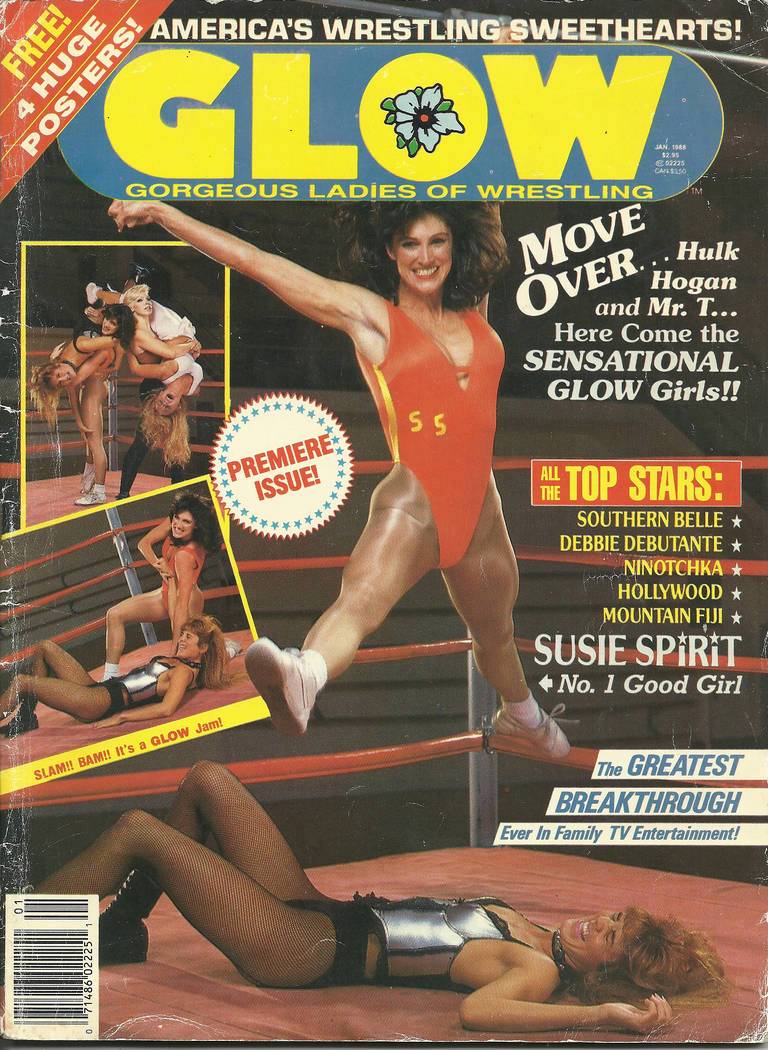 FREE!
4 HUGE
POSTERS!
AMERICA'S WRESTLING SWEETHEARTS!
GLOW
JAN. 1988
$2.95
02225
CAN $3.50
GORGEOUS LADIES OF WRESTLING
TM
MOVE
OVER... Hulk
Hogan
and Mr. T...
Here Come the
SENSATIONAL
GLOW Girls!!
S S
PREMIERE
ISSUE!
ALL THE TOP STARS:
SOUTHERN BELLE ★
DEBBIE DEBUTANTE ★
NINOTCHKA ★
HOLLYWOOD ★
MOUNTAIN FIJI ★
SUSIE SPIRIT
No. 1 Good Girl
SLAM!! BAM!! It's a GLOW Jam!
The GREATEST
BREAKTHROUGH
Ever In Family TV Entertainment!
01
0 71486 02225 1